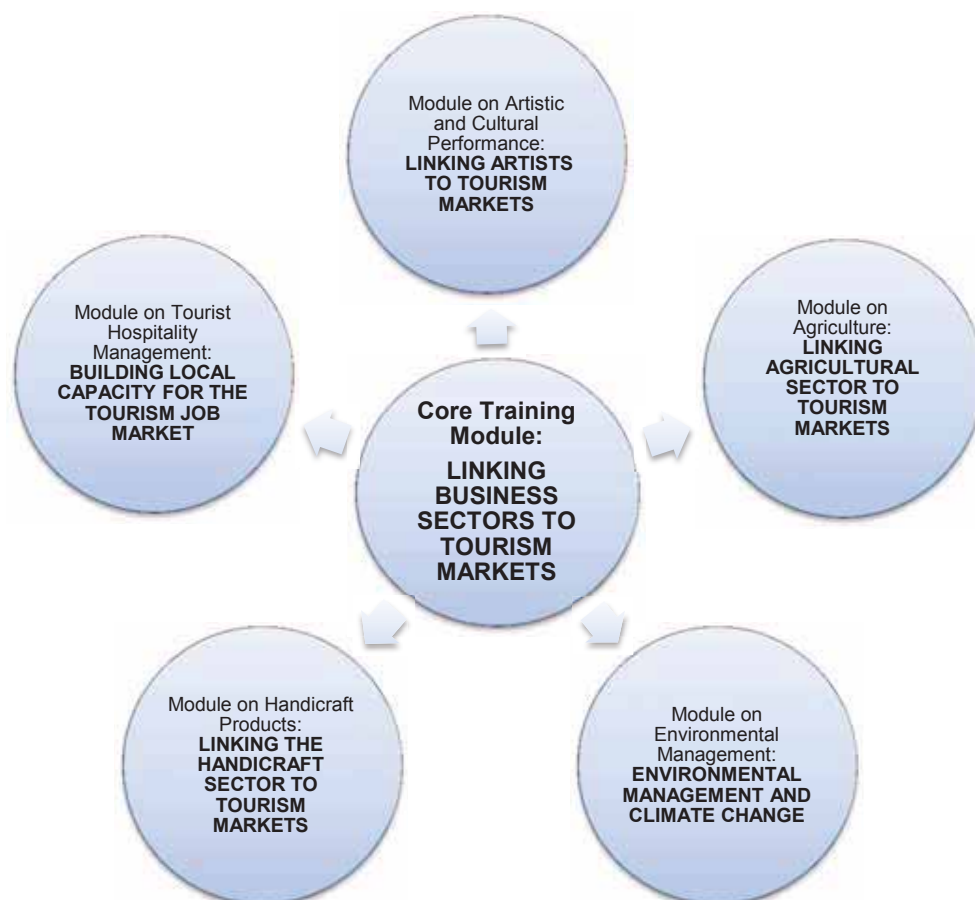 Module on Artistic
and Cultural
Performance:
LINKING ARTISTS
TO TOURISM
MARKETS
Module on Tourist
Hospitality
Management:
BUILDING LOCAL
CAPACITY FOR THE
TOURISM JOB
MARKET
Module on
Agriculture:
LINKING
AGRICULTURAL
SECTOR TO
TOURISM
MARKETS
Core Training
Module:
LINKING
BUSINESS
SECTORS TO
TOURISM
MARKETS
Module on Handicraft
Products:
LINKING THE
HANDICRAFT
SECTOR TO
TOURISM
MARKETS
Module on
Environmental
Management:
ENVIRONMENTAL
MANAGEMENT AND
CLIMATE CHANGE